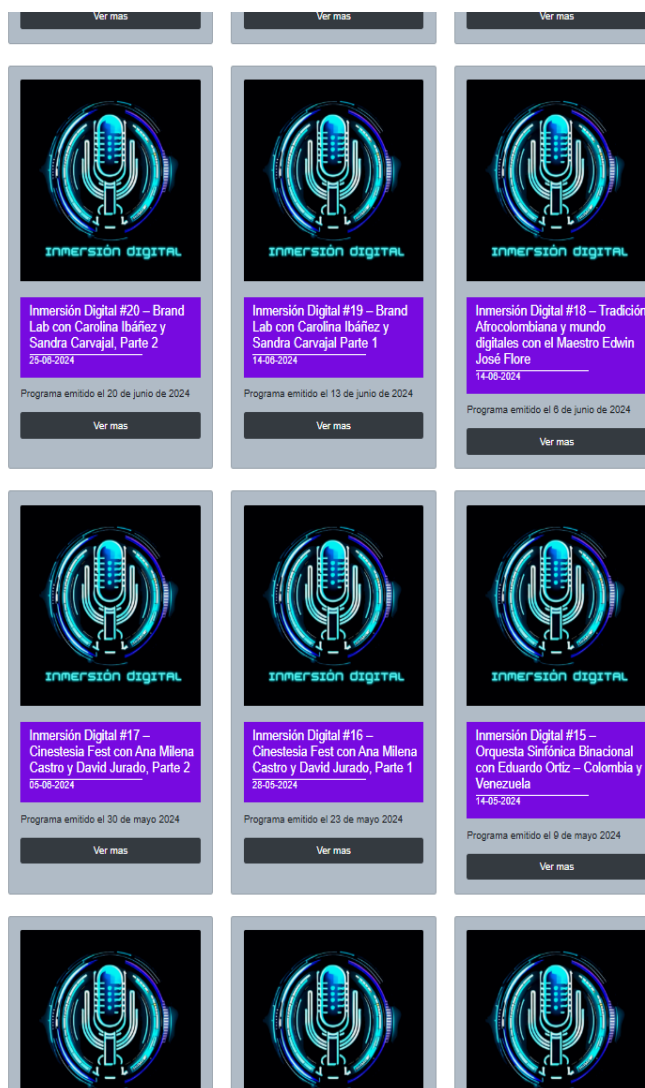 Ver mas
Ver mas
Ver mas
INMERSIÓN DIGITAL
Inmersión Digital #20 – Brand
Lab con Carolina Ibáñez y
Sandra Carvajal, Parte 2
25-06-2024
Programa emitido el 20 de junio de 2024
Ver mas
INMERSIÓN DIGITAL
Inmersión Digital #19 – Brand
Lab con Carolina Ibáñez y
Sandra Carvajal Parte 1
14-06-2024
Programa emitido el 13 de junio de 2024
Ver mas
INMERSIÓN DIGITAL
Inmersión Digital #18 – Tradición
Afrocolombiana y mundo
digitales con el Maestro Edwin
José Flore
14-06-2024
Programa emitido el 6 de junio de 2024
Ver mas
INMERSIÓN DIGITAL
Inmersión Digital #17 –
Cinestesia Fest con Ana Milena
Castro y David Jurado, Parte 2
05-06-2024
Programa emitido el 30 de mayo 2024
Ver mas
INMERSIÓN DIGITAL
Inmersión Digital #16 –
Cinestesia Fest con Ana Milena
Castro y David Jurado, Parte 1
28-05-2024
Programa emitido el 23 de mayo 2024
Ver mas
INMERSIÓN DIGITAL
Inmersión Digital #15 –
Orquesta Sinfónica Binacional
con Eduardo Ortiz – Colombia y
Venezuela
14-05-2024
Programa emitido el 9 de mayo 2024
Ver mas